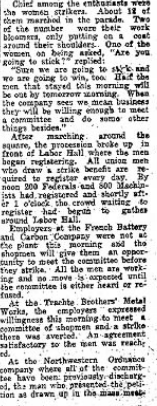 Chief among the enthusiasts were
the women strikers. About 12 of
them marched in the parade. Two
of the number were their work
bloomers, only putting on a coat
around their shoulders. One of the
women on being asked, "Are you
going to stick?" replied:
"Sure we are going to stick and
we are going to win, too. Half the
men that stayed this morning will
be out by tomorrow morning. When
the company sees we mean business
they will be willing enough to meet
a committee and do some other
things besides."
After marching around the
square, the procession broke up in
front of Labor Hall where the men
began registering. All union men
who draw a strike benefit are re-
quired to register every day. By
noon 200 Federals and 500 Machin-
ists had registered and shortly aft-
er 1 o'clock the crowd waiting to
register had begun to gather
around Labor Hall.
Employers at the French Battery
and Carbon Company were not at
the plant this morning and the
shopmen will give them an oppor-
tunity to meet the committee before
they strike. All the men are work-
ing and no move is expected until
the committee is either heard or re-
fused.
At the Trachte Brothers' Metal
Works, the employers expressed
willingness this morning to meet a
committee of shopmen and a strike
there was averted. An agreement
satisfactory to the men was reach-
ed.
At the Northwestern Ordnance
company where all of the commit-
tee have been previously discharg-
ed, the man who presented the peti-
tion as drawn up in the mass meet-